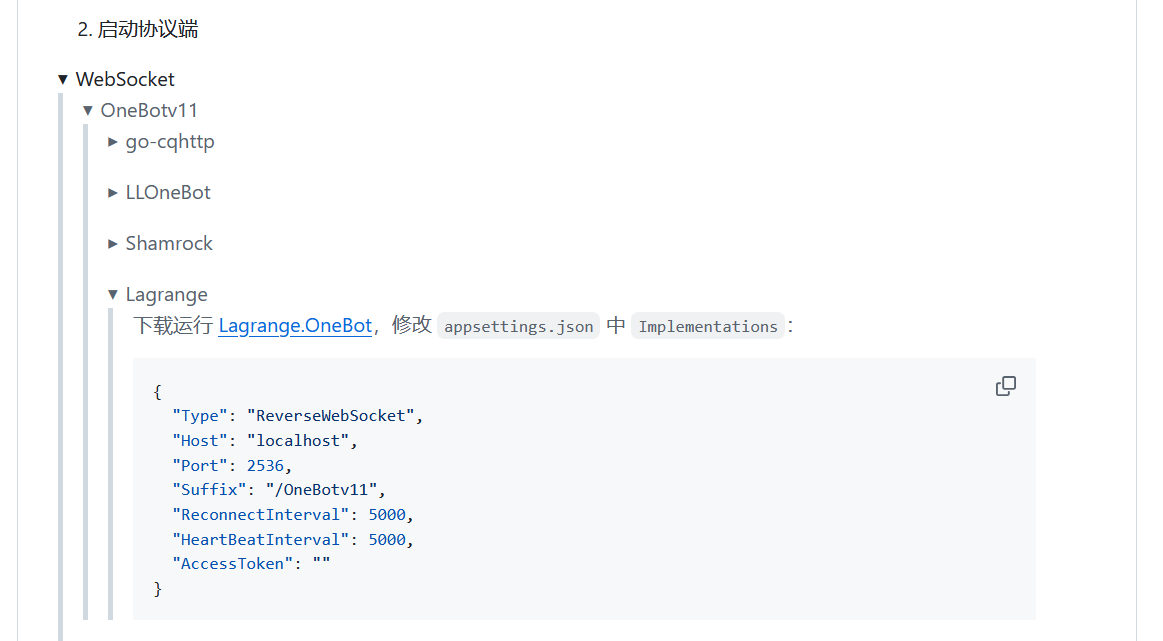 2. 启动协议端
▼ WebSocket
▼ OneBotv11
► go-cqhttp
► LLOneBot
► Shamrock
▼ Lagrange
下载运行 Lagrange.OneBot，修改 appsettings.json 中 Implementations：
{
  "Type": "ReverseWebSocket",
  "Host": "localhost",
  "Port": 2536,
  "Suffix": "/OneBotv11",
  "ReconnectInterval": 5000,
  "HeartBeatInterval": 5000,
  "AccessToken": ""
}